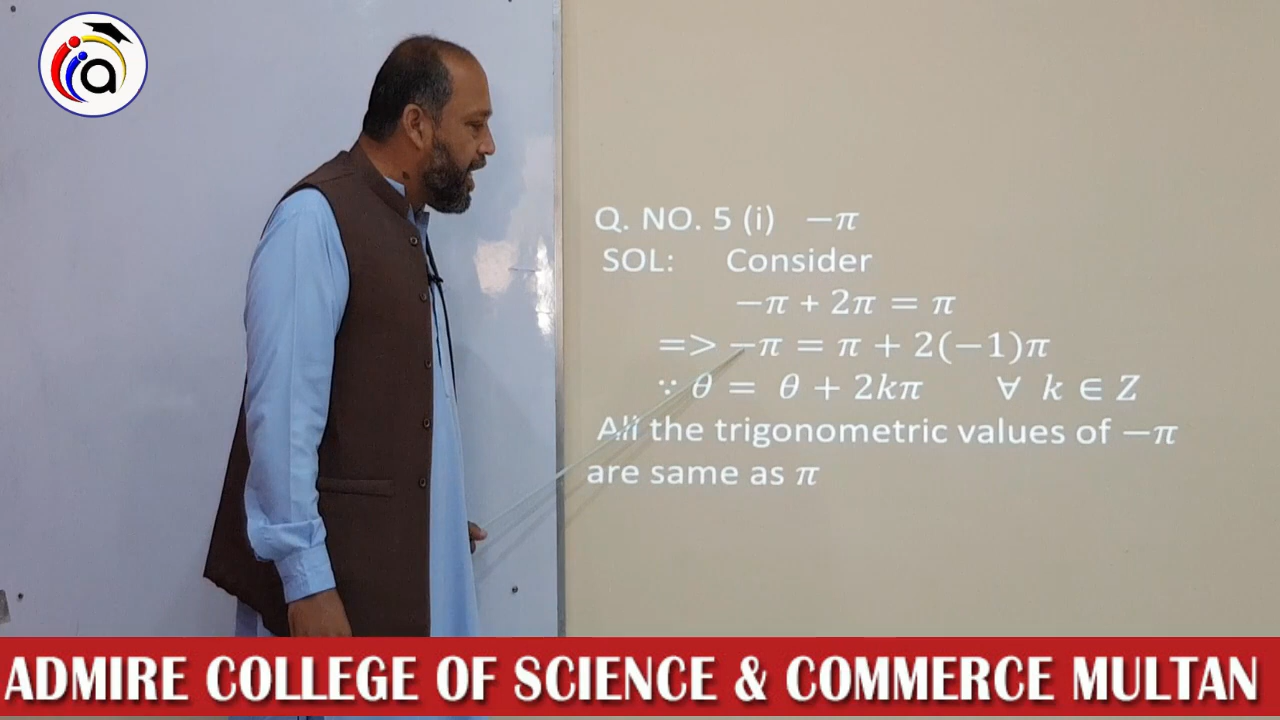 a
Q. NO. 5 (i) −π
SOL: Consider
−π + 2π = π
=> −π = π + 2(−1)π
∵ θ = θ + 2kπ ∀ k ∈ Z
All the trigonometric values of −π
are same as π
ADMIRE COLLEGE OF SCIENCE & COMMERCE MULTAN